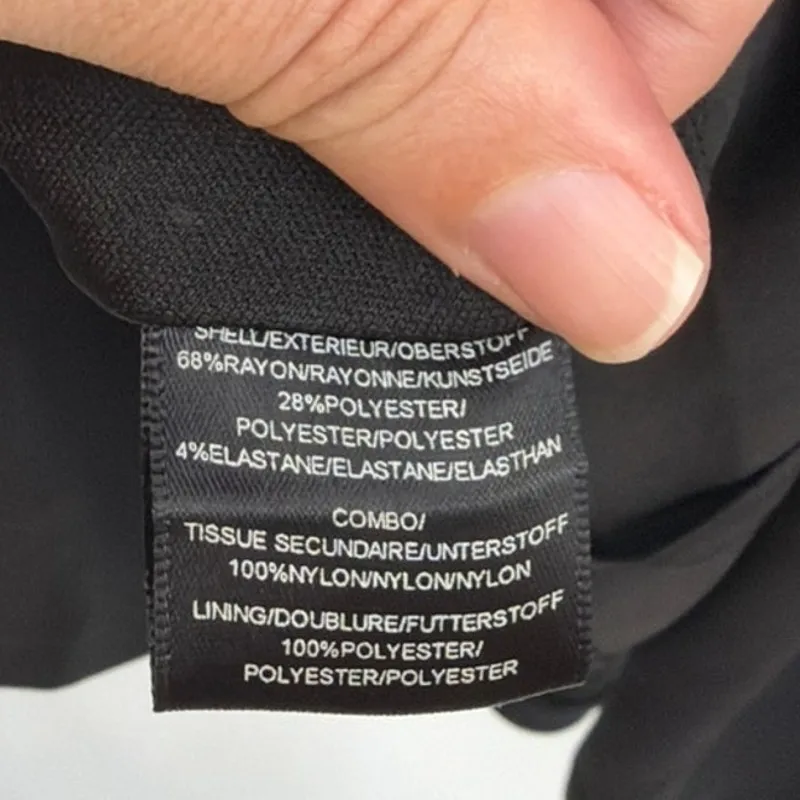 SHELL/EXTERIEUR/OBERSTOFF
68%RAYON/RAYONNE/KUNSTSEIDE
28%POLYESTER/
POLYESTER/POLYESTER
4%ELASTANE/ELASTANE/ELASTHAN
COMBO/
TISSUE SECUNDAIRE/UNTERSTOFF
100%NYLON/NYLON/NYLON
LINING/DOUBLURE/FUTTERSTOFF
100%POLYESTER/
POLYESTER/POLYESTER